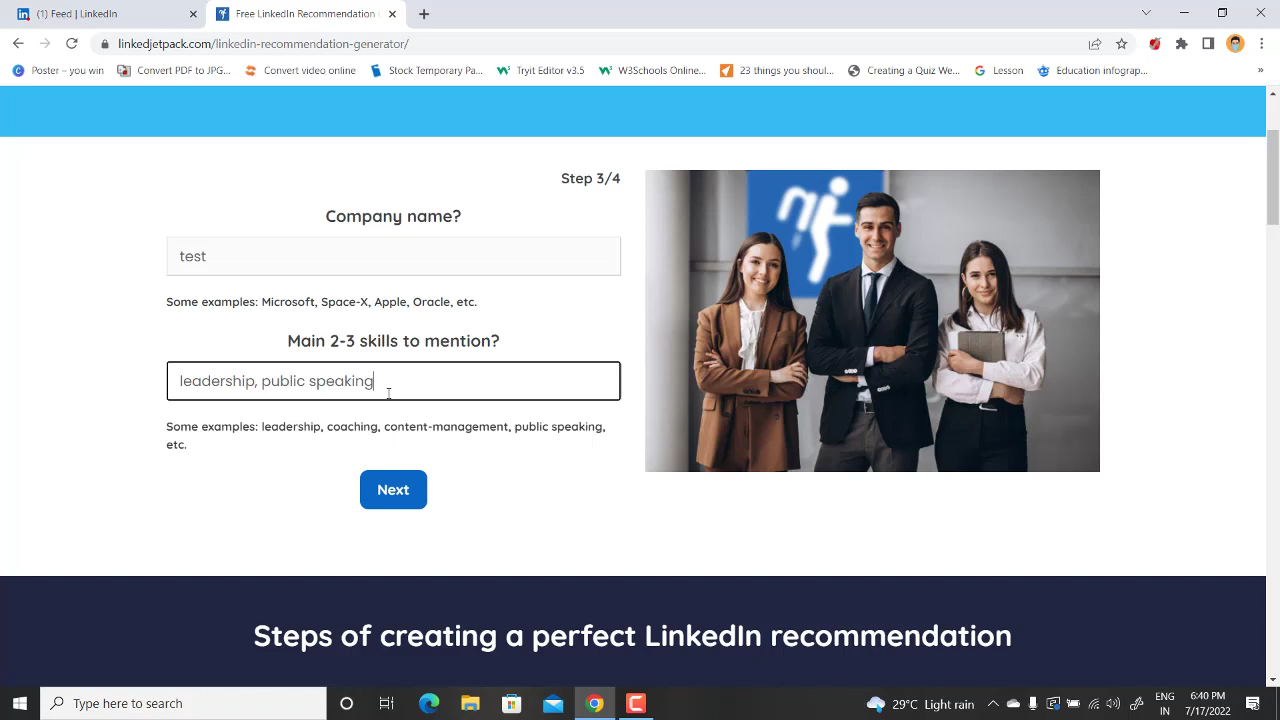 (1) Feed | LinkedIn
Free LinkedIn Recommendation
linkedjetpack.com/linkedin-recommendation-generator/
Poster – you win
Convert PDF to JPG...
Convert video online
Stock Temporary Pa...
Tryit Editor v3.5
W3Schools Online...
23 things you shoul...
Creating a Quiz We...
Lesson
Education infograp...
»
Step 3/4
Company name?
test
Some examples: Microsoft, Space-X, Apple, Oracle, etc.
Main 2-3 skills to mention?
leadership, public speaking
Some examples: leadership, coaching, content-management, public speaking,
etc.
Next
Steps of creating a perfect LinkedIn recommendation
Type here to search
29°C Light rain
ENG
IN
6:40 PM
7/17/2022